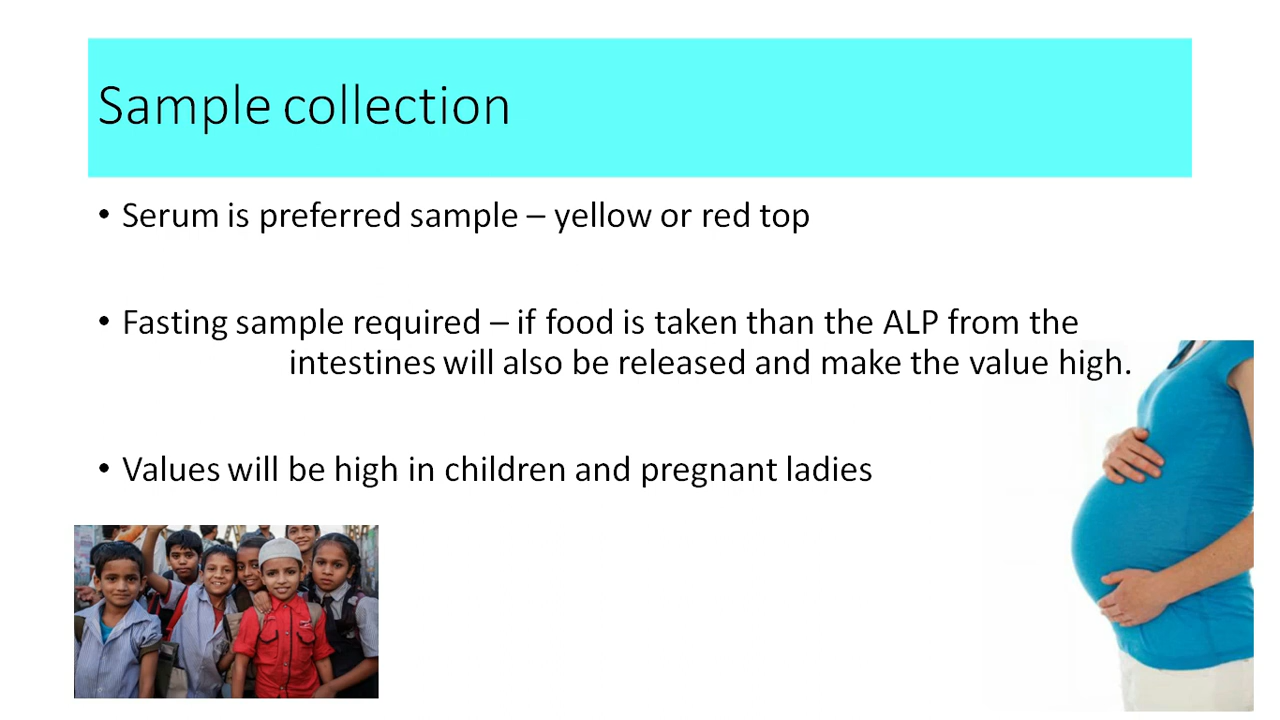 Sample collection
• Serum is preferred sample – yellow or red top
• Fasting sample required – if food is taken than the ALP from the
intestines will also be released and make the value high.
• Values will be high in children and pregnant ladies